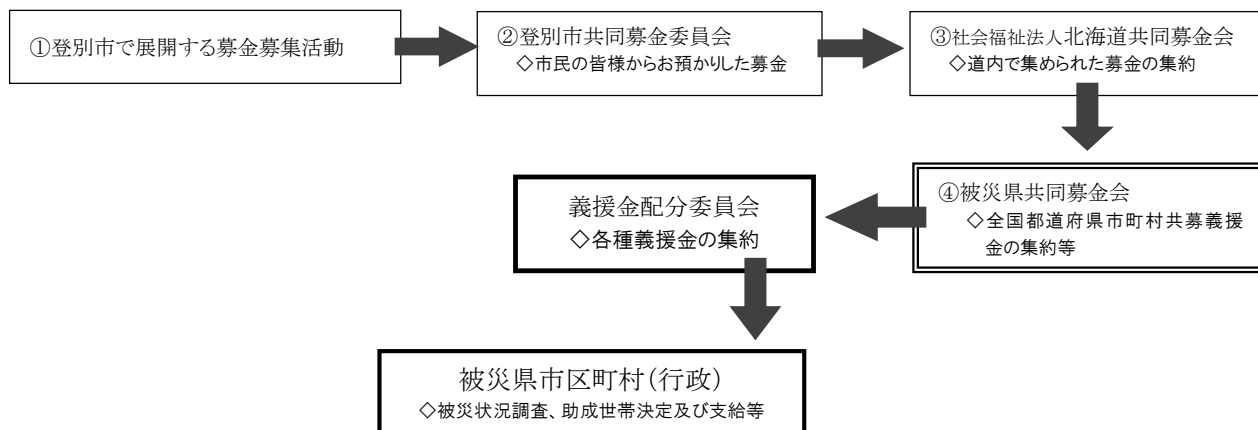 ①登別市で展開する募金募集活動
②登別市共同募金委員会
◇市民の皆様からお預かりした募金
③社会福祉法人北海道共同募金会
◇道内で集められた募金の集約
④被災県共同募金会
◇全国都道府県市町村共募義援
金の集約等
義援金配分委員会
◇各種義援金の集約
被災県市区町村(行政)
◇被災状況調査、助成世帯決定及び支給等